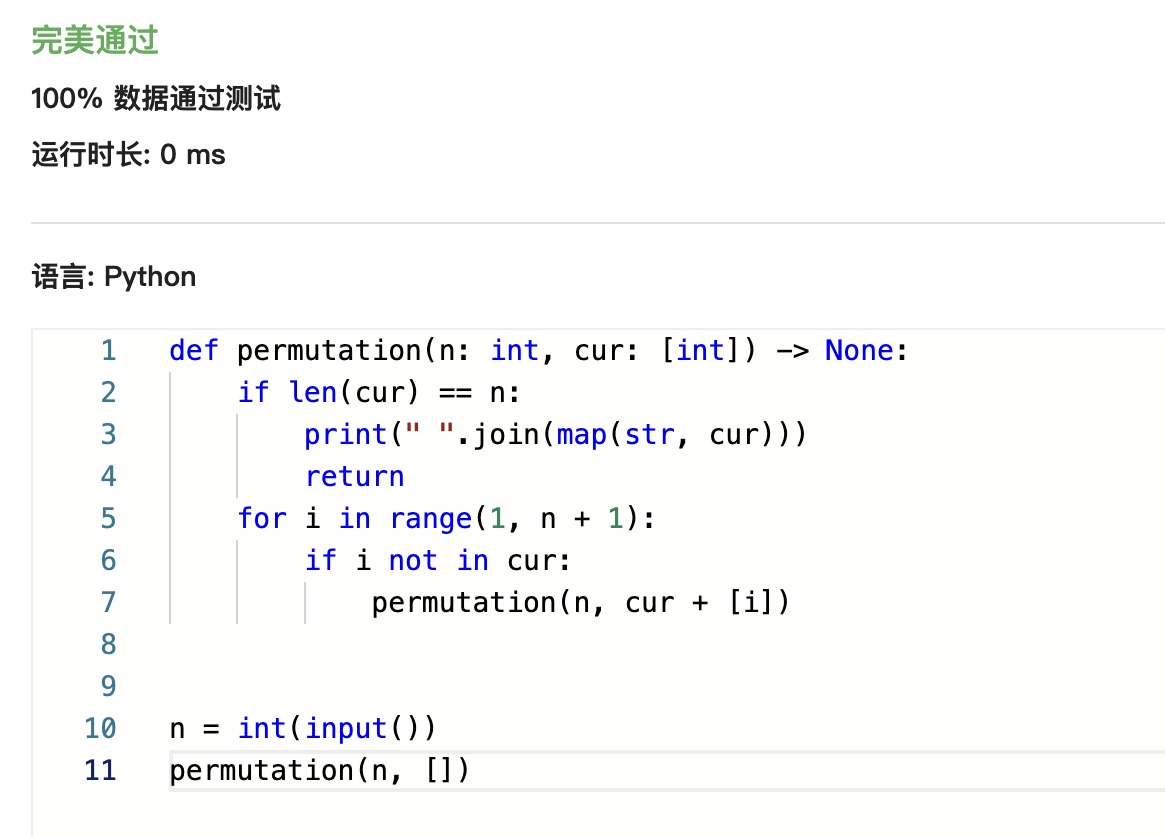 完美通过
100% 数据通过测试
运行时长: 0 ms
语言: Python
1 def permutation(n: int, cur: [int]) -> None:
2     if len(cur) == n:
3         print(" ".join(map(str, cur)))
4         return
5     for i in range(1, n + 1):
6         if i not in cur:
7             permutation(n, cur + [i])
8
9
10 n = int(input())
11 permutation(n, [])